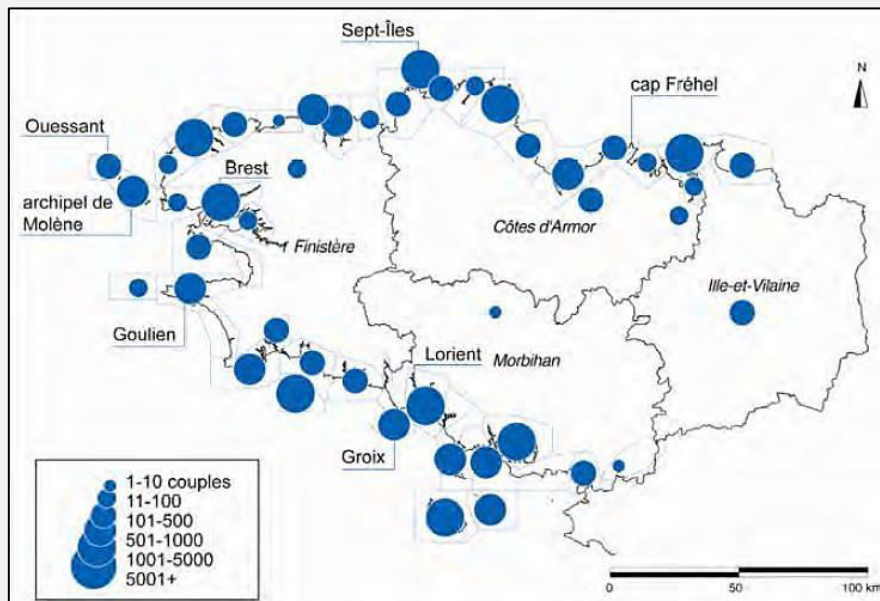 Sept-Îles
N
cap Fréhel
Ouessant
Brest
archipel de
Molène
Côtes d'Armor
Finistère
Ille-et-Vilaine
Goulien
Lorient
Morbihan
Groix
1-10 couples
11-100
101-500
501-1000
1001-5000
5001+
0
50
100 km